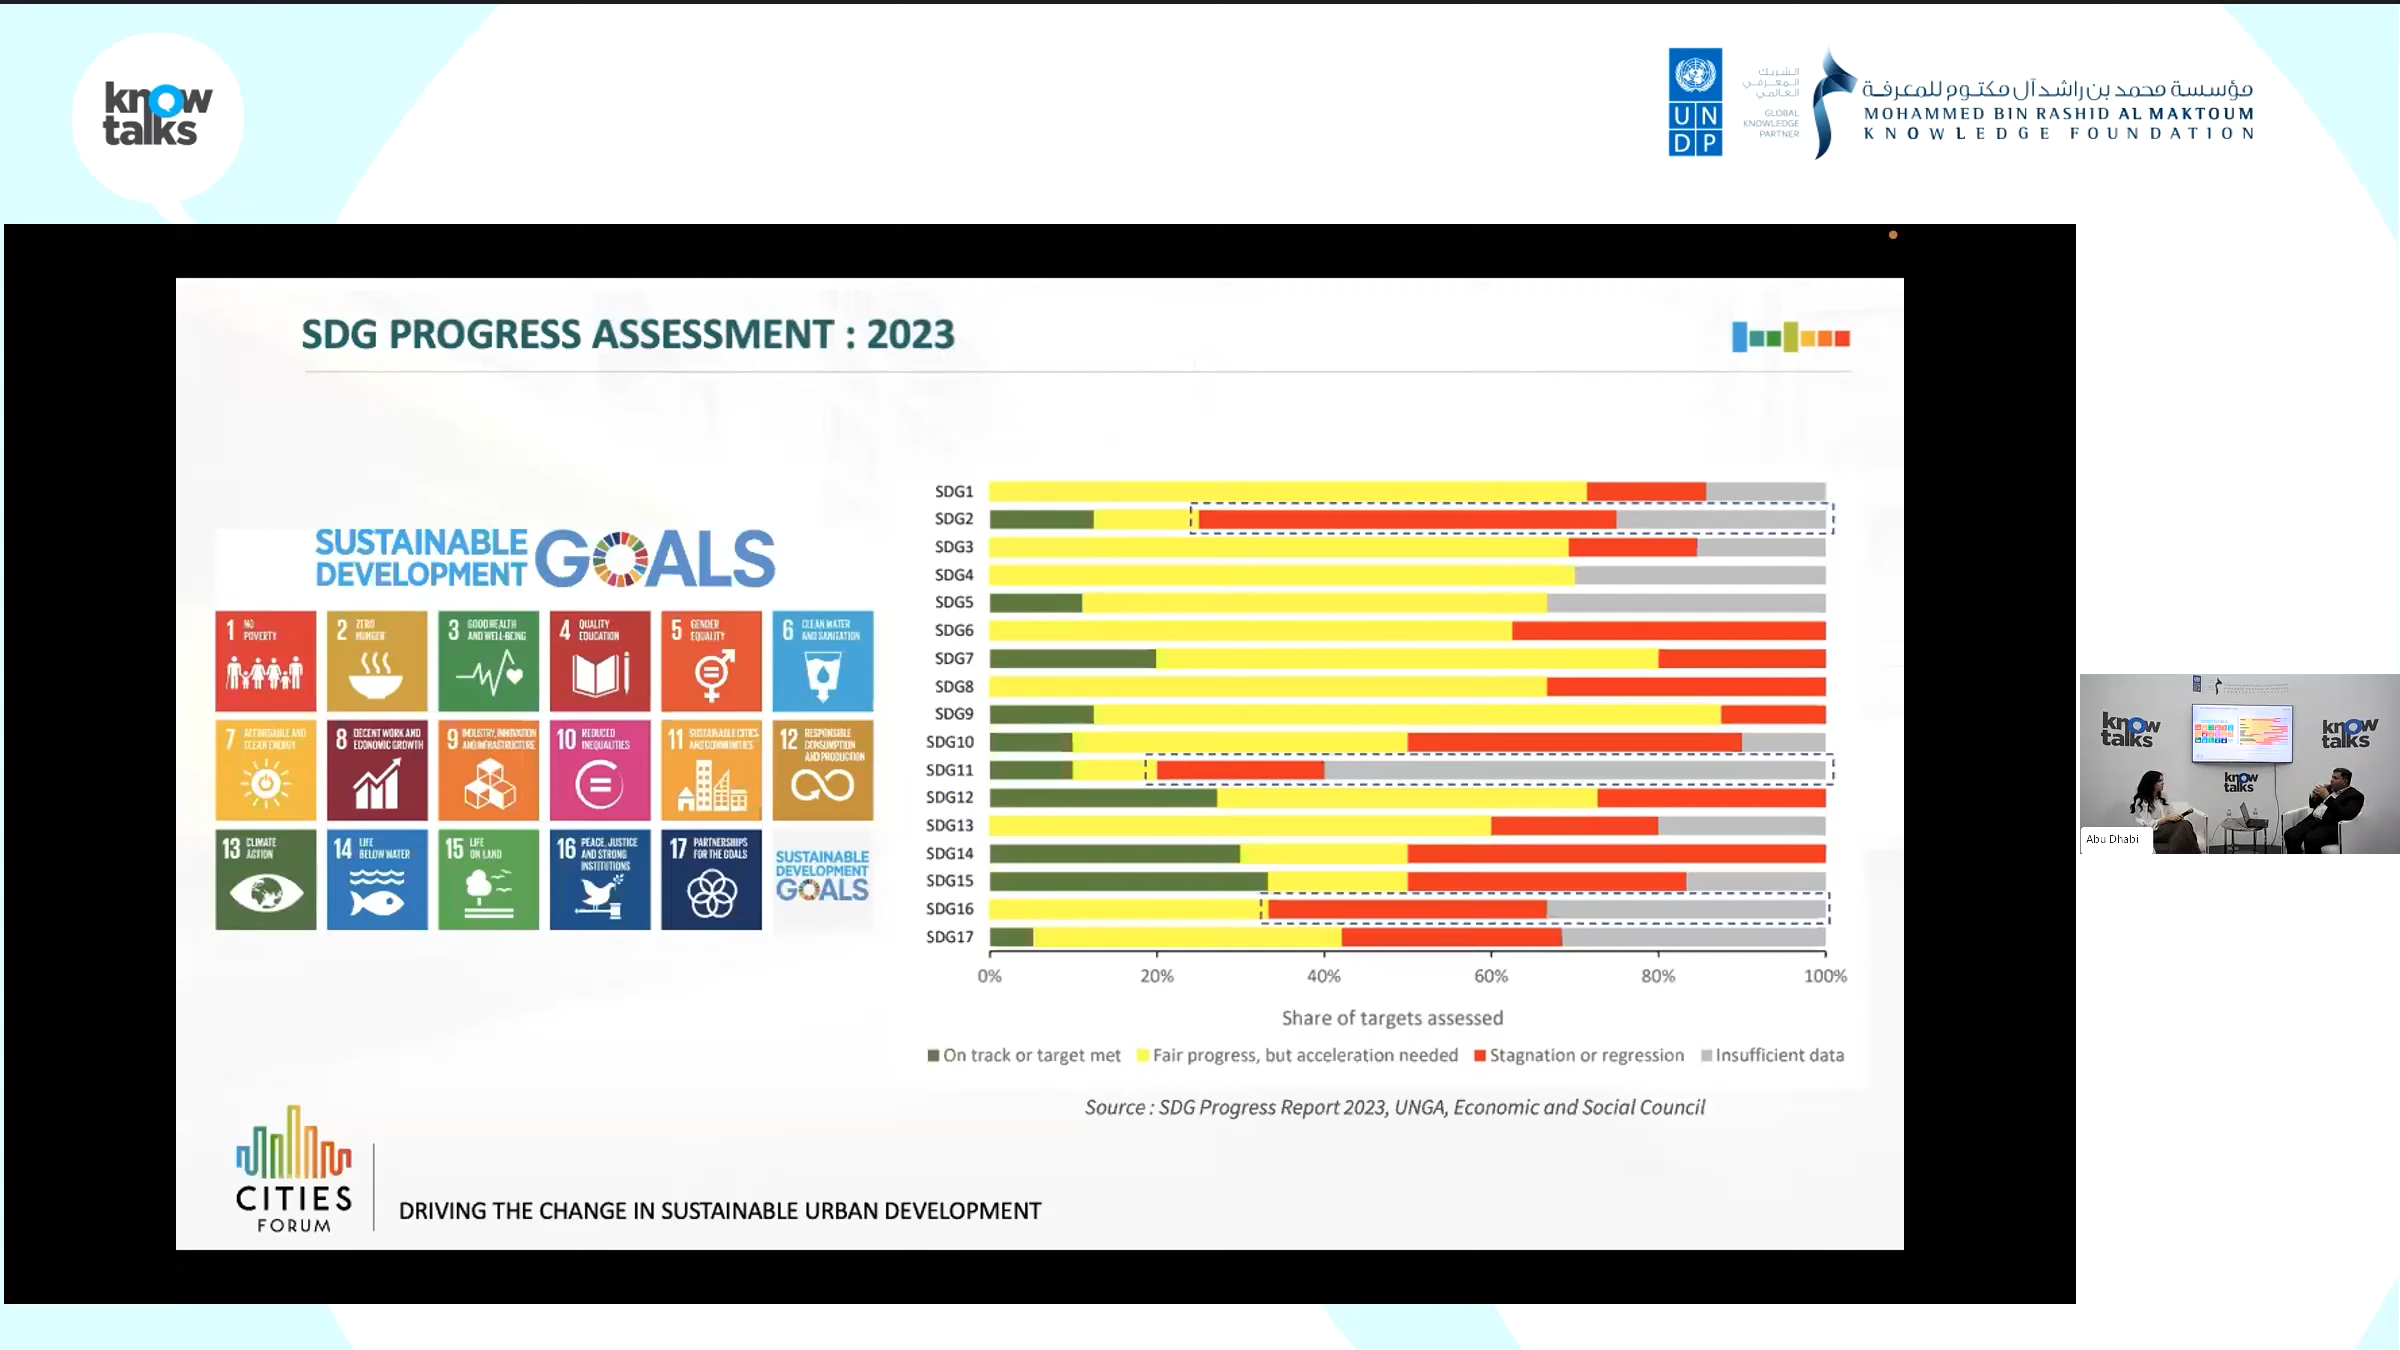 know
talks
UN
DP
الشريك
المعرفي
العالمي
GLOBAL
KNOWLEDGE
PARTNER
مؤسسة محمد بن راشد آل مكتوم للمعرفة
MOHAMMED BIN RASHID AL MAKTOUM
KNOWLEDGE FOUNDATION
SDG PROGRESS ASSESSMENT : 2023
SUSTAINABLE
DEVELOPMENT
GOALS
1 NO
POVERTY
2 ZERO
HUNGER
3 GOOD HEALTH
AND WELL-BEING
4 QUALITY
EDUCATION
5 GENDER
EQUALITY
6 CLEAN WATER
AND SANITATION
7 AFFORDABLE AND
CLEAN ENERGY
8 DECENT WORK AND
ECONOMIC GROWTH
9 INDUSTRY, INNOVATION
AND INFRASTRUCTURE
10 REDUCED
INEQUALITIES
11 SUSTAINABLE CITIES
AND COMMUNITIES
12 RESPONSIBLE
CONSUMPTION
AND PRODUCTION
13 CLIMATE
ACTION
14 LIFE
BELOW WATER
15 LIFE
ON LAND
16 PEACE, JUSTICE
AND STRONG
INSTITUTIONS
17 PARTNERSHIPS
FOR THE GOALS
SUSTAINABLE
DEVELOPMENT
GOALS
SDG1
SDG2
SDG3
SDG4
SDG5
SDG6
SDG7
SDG8
SDG9
SDG10
SDG11
SDG12
SDG13
SDG14
SDG15
SDG16
SDG17
0% 20% 40% 60% 80% 100%
Share of targets assessed
On track or target met Fair progress, but acceleration needed Stagnation or regression Insufficient data
Source : SDG Progress Report 2023, UNGA, Economic and Social Council
CITIES
FORUM
DRIVING THE CHANGE IN SUSTAINABLE URBAN DEVELOPMENT
know
talks
know
talks
know
talks
Abu Dhabi